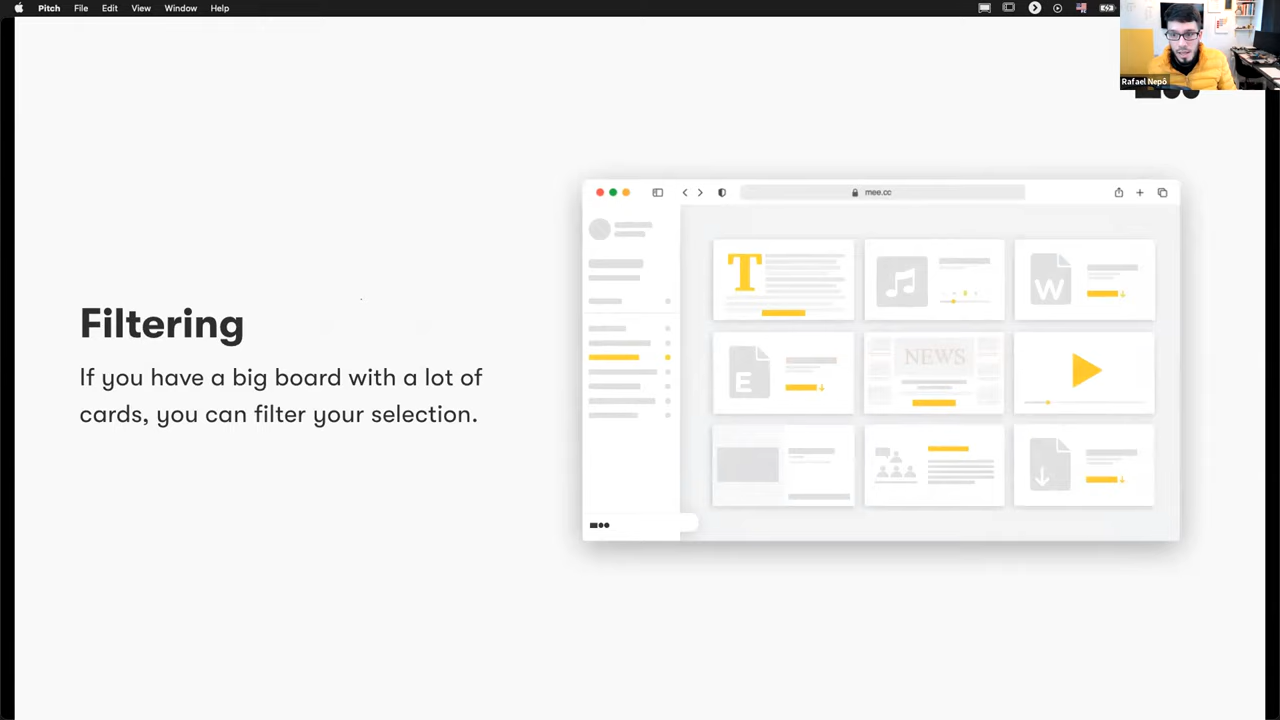 Pitch File Edit View Window Help
Rafael Nepô
mee.cc
T
W
E
NEWS
Filtering
If you have a big board with a lot of
cards, you can filter your selection.